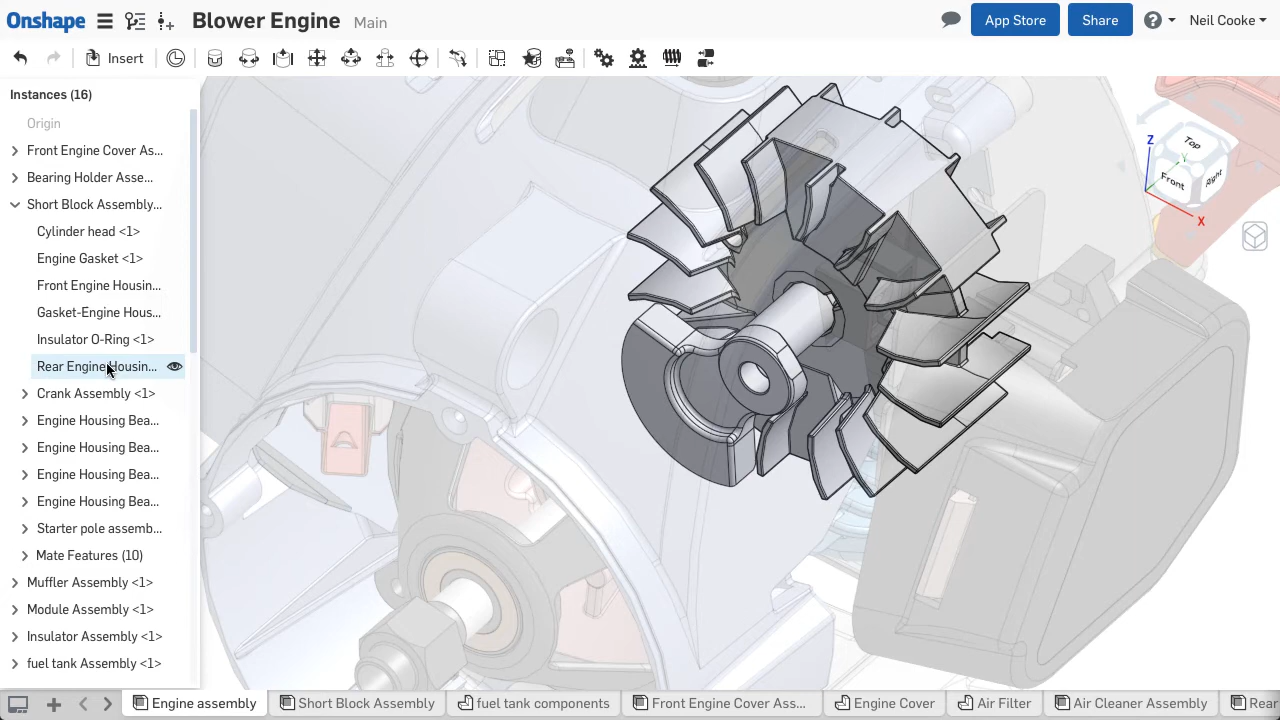 Onshape
Blower Engine Main
App Store
Share
Neil Cooke
Insert
Instances (16)
Origin
Front Engine Cover As...
Bearing Holder Asse...
Short Block Assembly...
Cylinder head <1>
Engine Gasket <1>
Front Engine Housin...
Gasket-Engine Hous...
Insulator O-Ring <1>
Rear Engine Housin...
Crank Assembly <1>
Engine Housing Bea...
Engine Housing Bea...
Engine Housing Bea...
Engine Housing Bea...
Starter pole assemb...
Mate Features (10)
Muffler Assembly <1>
Module Assembly <1>
Insulator Assembly <1>
fuel tank Assembly <1>
Z
Top
Y
Front
Right
X
Engine assembly
Short Block Assembly
fuel tank components
Front Engine Cover Ass...
Engine Cover
Air Filter
Air Cleaner Assembly
Rear